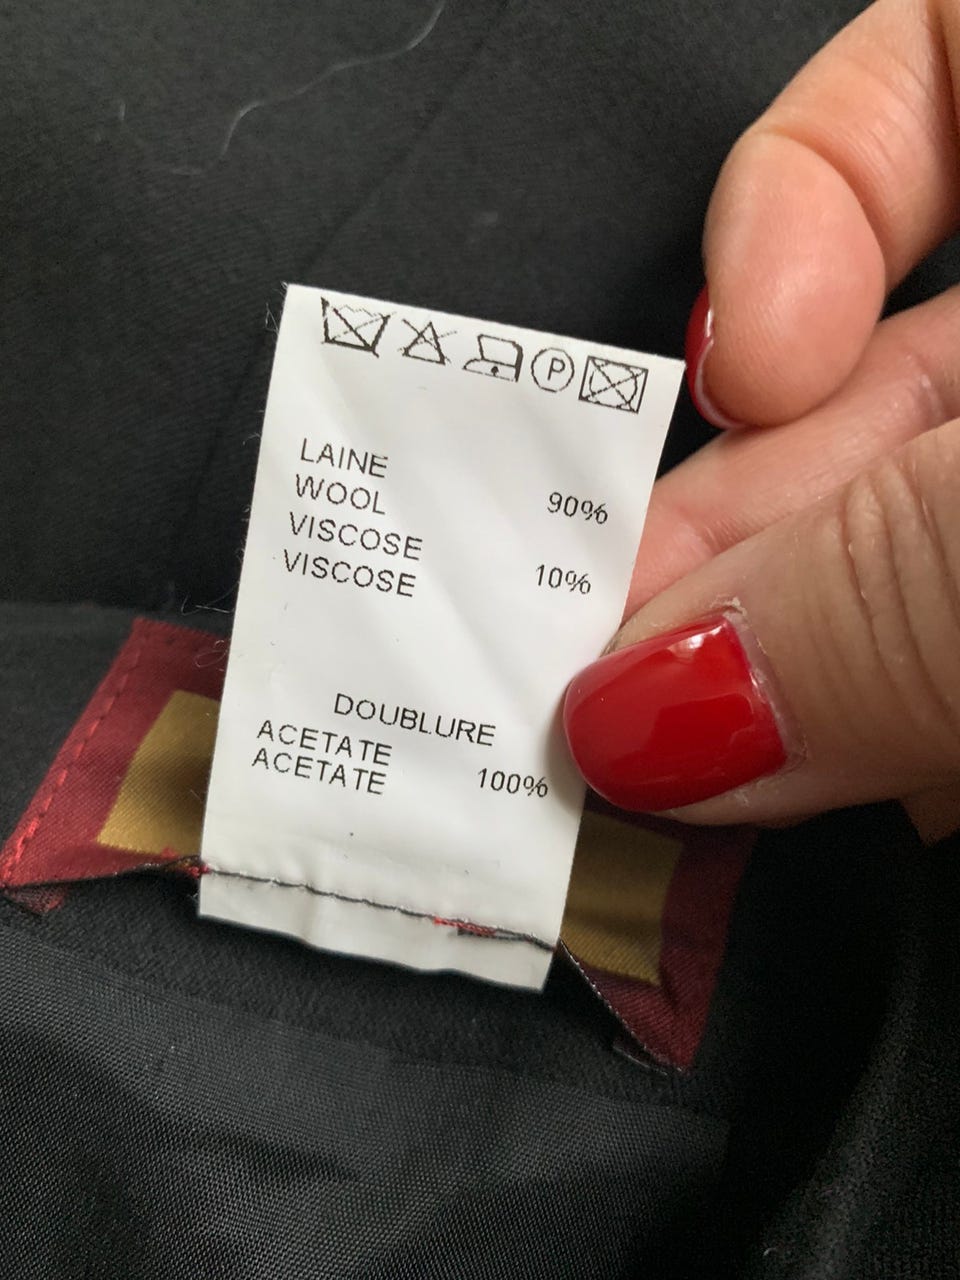 P
LAINE
WOOL 90%
VISCOSE
VISCOSE 10%
DOUBLURE
ACETATE
ACETATE 100%